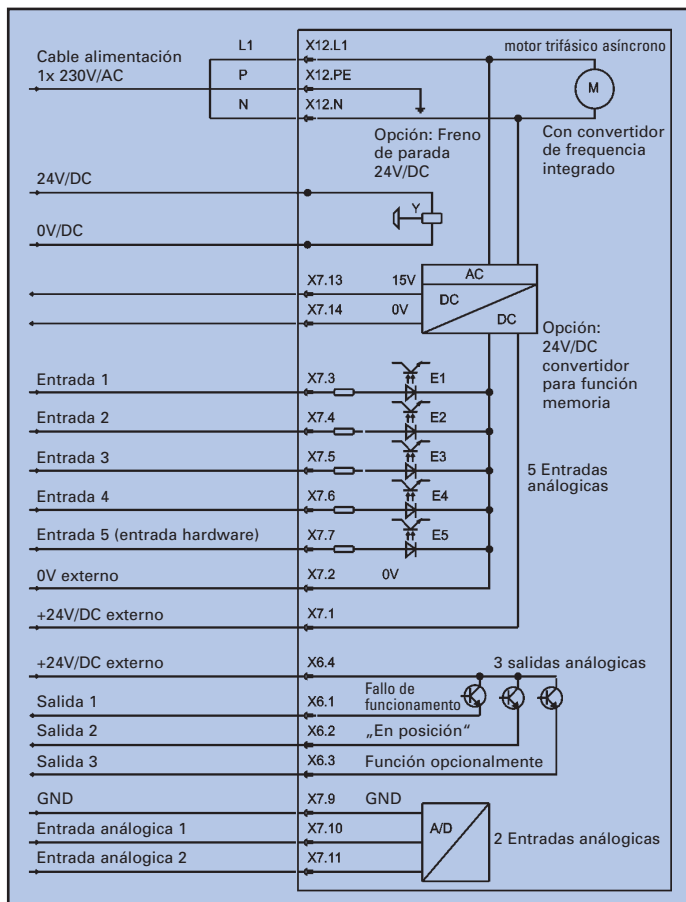 Cable alimentación
1x 230V/AC
L1
X12.L1
motor trifásico asíncrono
P
X12.PE
M
N
X12.N
Opción: Freno
de parada
24V/DC
Con convertidor
de frequencia
integrado
24V/DC
Y
0V/DC
X7.13
15V
AC
DC
DC
X7.14
0V
Opción:
24V/DC
convertidor
para función
memoria
Entrada 1
X7.3
E1
Entrada 2
X7.4
E2
Entrada 3
X7.5
E3
5 Entradas
análogicas
Entrada 4
X7.6
E4
Entrada 5 (entrada hardware)
X7.7
E5
0V externo
X7.2
0V
+24V/DC externo
X7.1
+24V/DC externo
X6.4
3 salidas análogicas
Salida 1
X6.1
Fallo de
funcionamento
Salida 2
X6.2
„En posición“
Salida 3
X6.3
Función opcionalmente
GND
X7.9
GND
Entrada análogica 1
X7.10
A/D
2 Entradas análogicas
Entrada análogica 2
X7.11